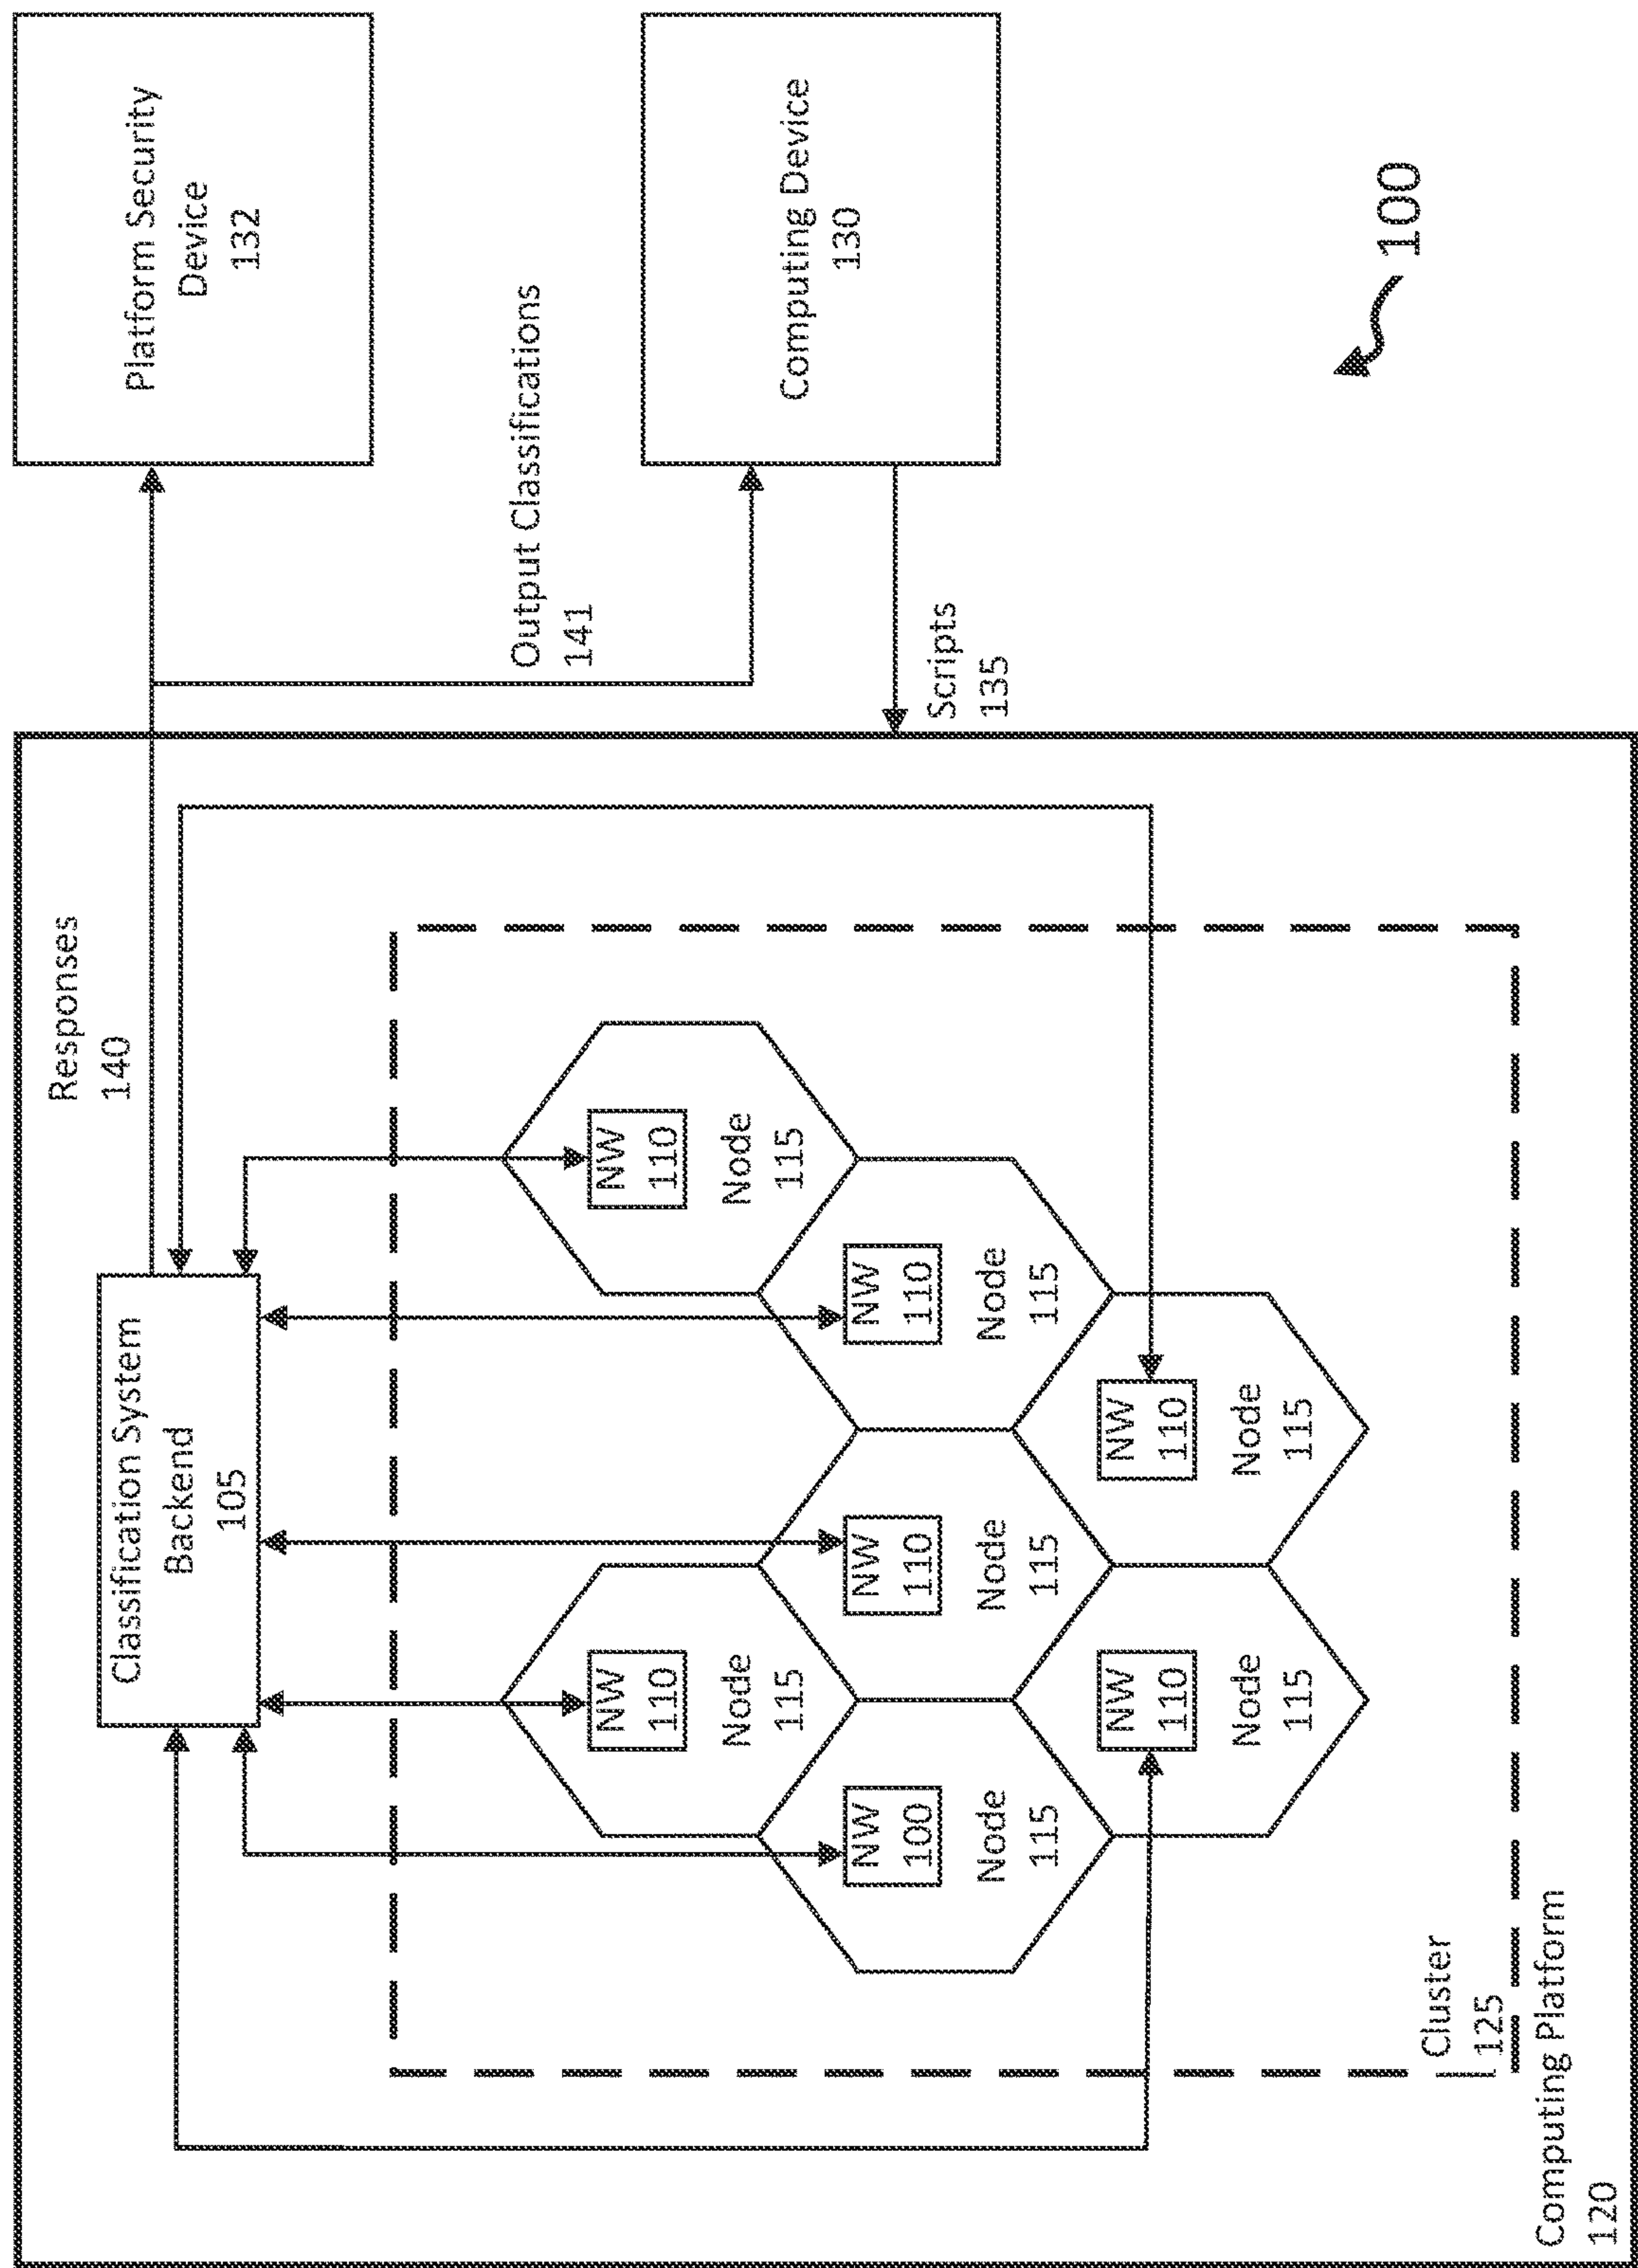 Responses
140
Classification System
Backend
105
Platform Security
Device
132
Output Classifications
141
NW
110
Node
115
NW
110
Node
115
Computing Device
130
NW
100
Node
115
NW
110
Node
115
NW
110
Node
115
Scripts
135
NW
110
Node
115
NW
110
Node
115
100
Cluster
125
Computing Platform
120